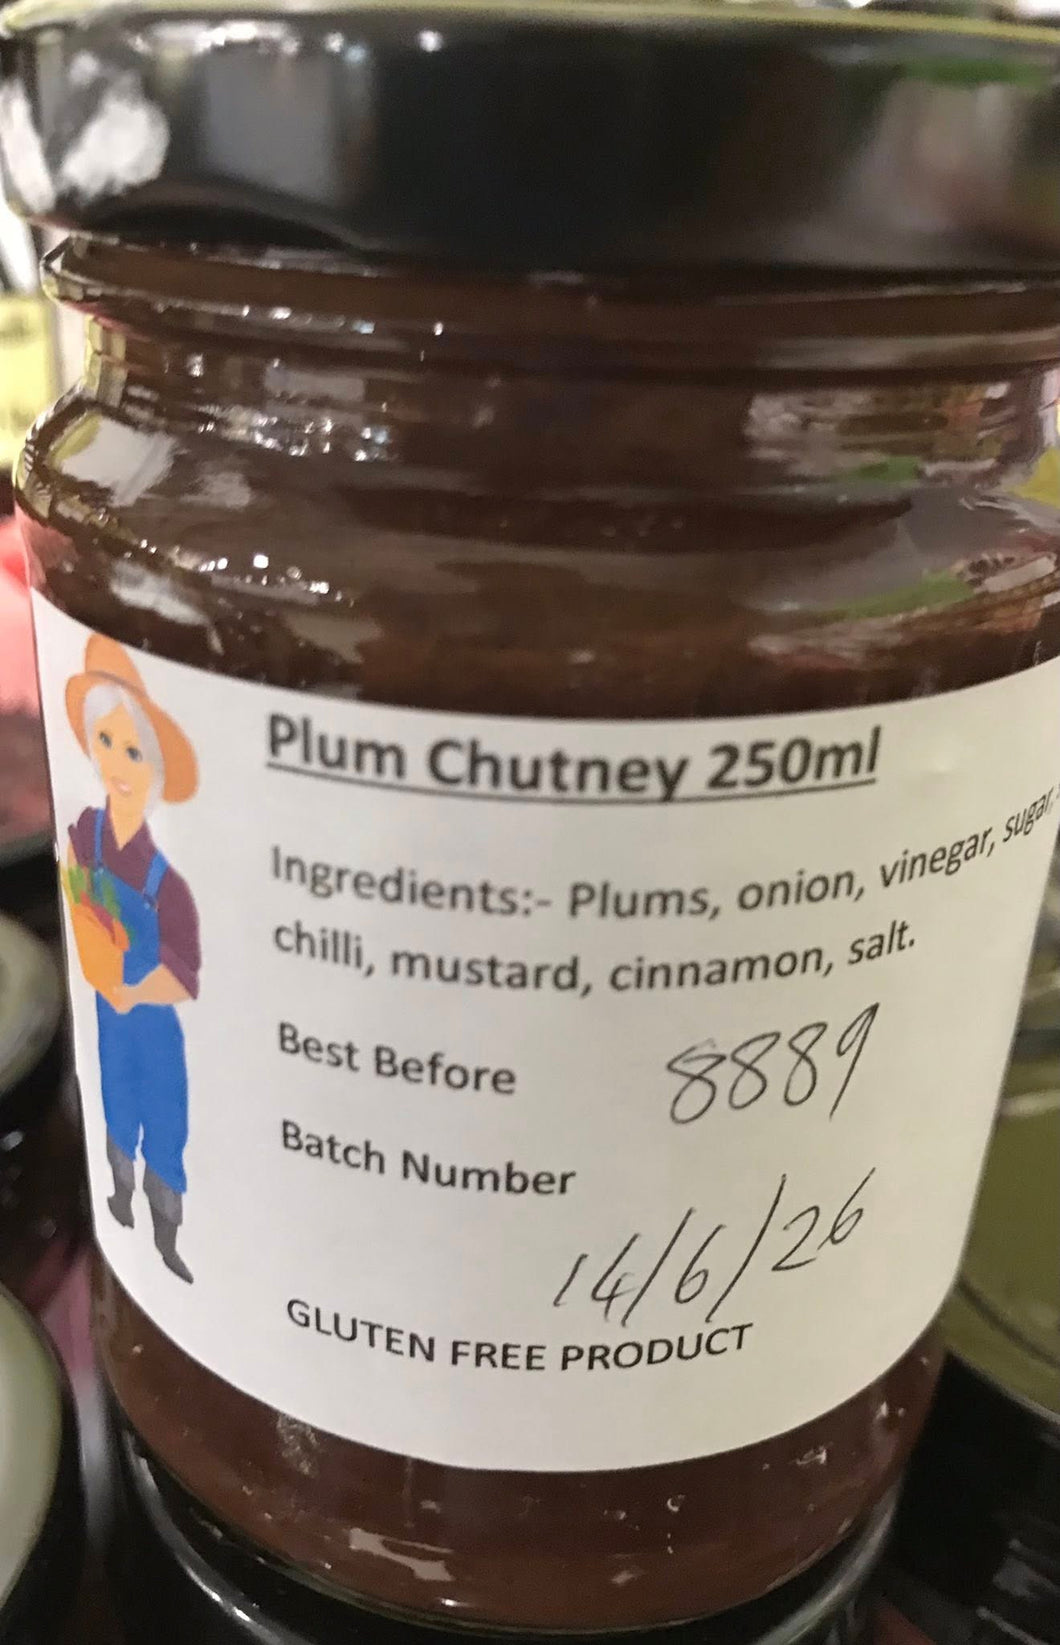 Plum Chutney 250ml
Ingredients:- Plums, onion, vinegar, sugar,
chilli, mustard, cinnamon, salt.
Best Before 8889
Batch Number
14/6/26
GLUTEN FREE PRODUCT